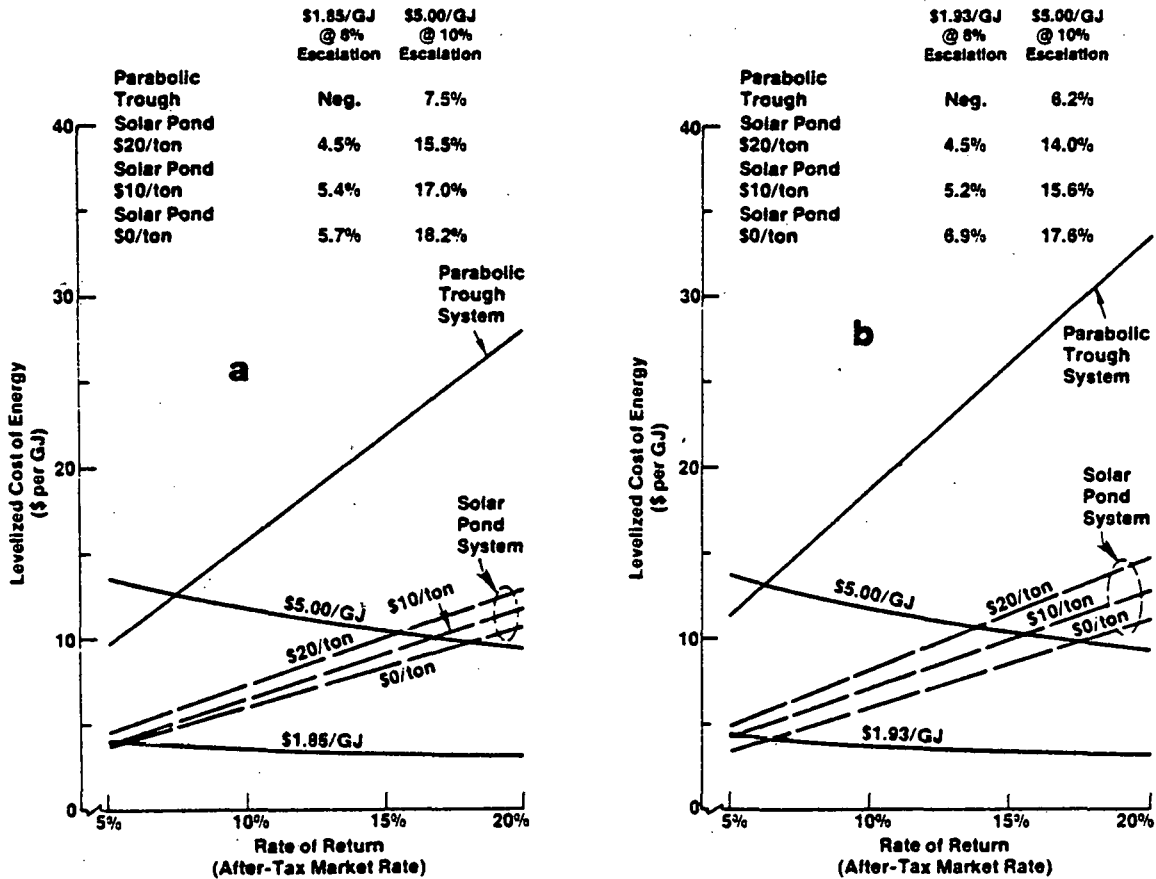 $1.85/GJ $5.00/GJ
@ 8% @ 10%
Escalation Escalation
Parabolic
Trough Neg. 7.5%
Solar Pond
$20/ton 4.5% 15.5%
Solar Pond
$10/ton 5.4% 17.0%
Solar Pond
$0/ton 5.7% 18.2%
40
30
20
10
0
Levelized Cost of Energy
($ per GJ)
a
Parabolic
Trough
System
Solar
Pond
System
$5.00/GJ
$10/ton
$20/ton
$0/ton
$1.85/GJ
5% 10% 15% 20%
Rate of Return
(After-Tax Market Rate)
$1.93/GJ $5.00/GJ
@ 8% @ 10%
Escalation Escalation
Parabolic
Trough Neg. 6.2%
Solar Pond
$20/ton 4.5% 14.0%
Solar Pond
$10/ton 5.2% 15.6%
Solar Pond
$0/ton 6.9% 17.6%
40
30
20
10
0
Levelized Cost of Energy
($ per GJ)
b
Parabolic
Trough
System
Solar
Pond
System
$5.00/GJ
$20/ton
$10/ton
$0/ton
$1.93/GJ
5% 10% 15% 20%
Rate of Return
(After-Tax Market Rate)